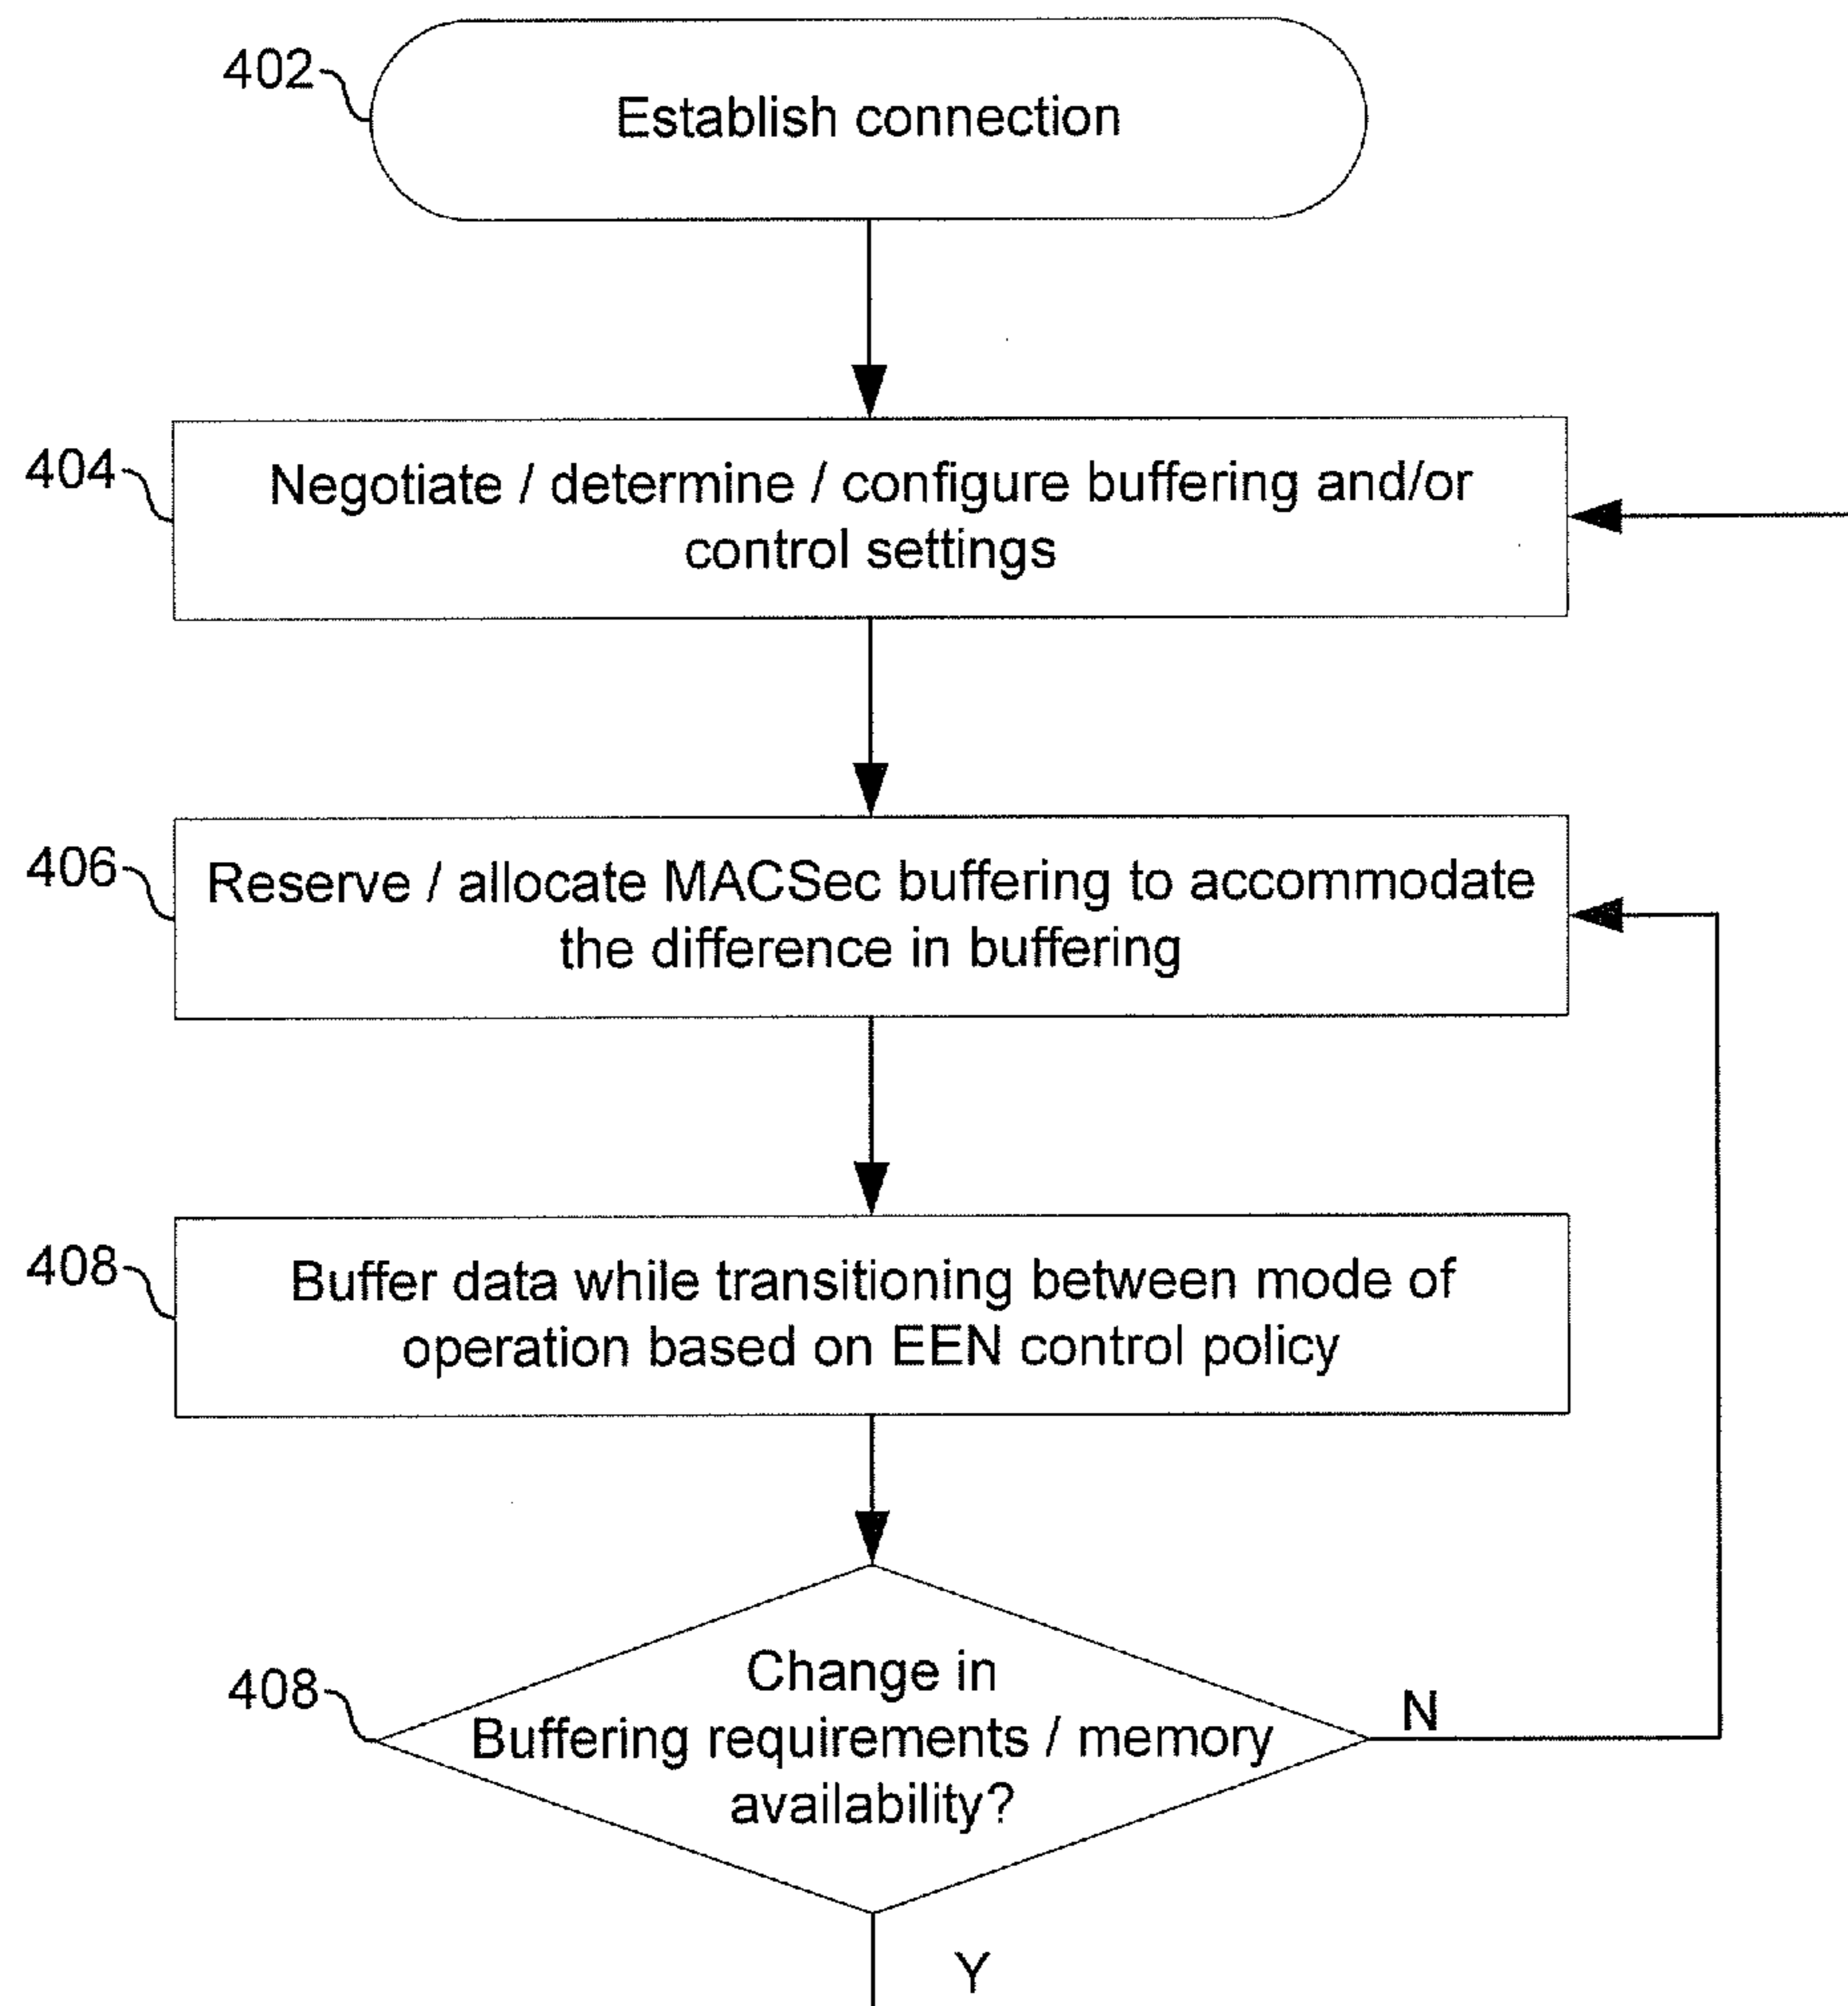 402
Establish connection
404
Negotiate / determine / configure buffering and/or
control settings
406
Reserve / allocate MACSec buffering to accommodate
the difference in buffering
408
Buffer data while transitioning between mode of
operation based on EEN control policy
408
Change in
Buffering requirements / memory
availability?
N
Y